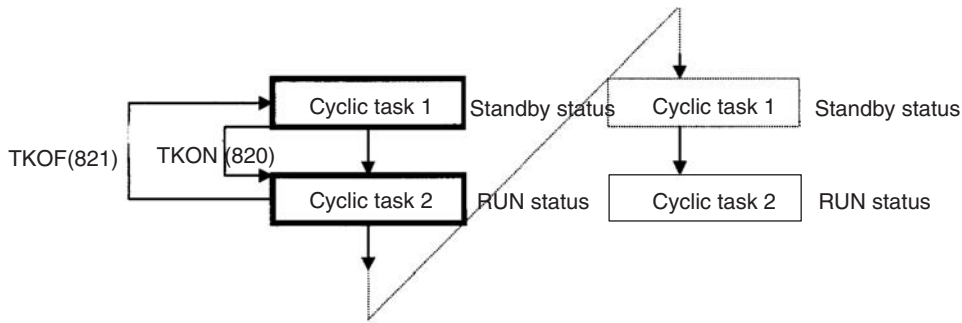 Cyclic task 1
Standby status
TKOF(821)
TKON (820)
Cyclic task 2
RUN status
Cyclic task 1
Standby status
Cyclic task 2
RUN status